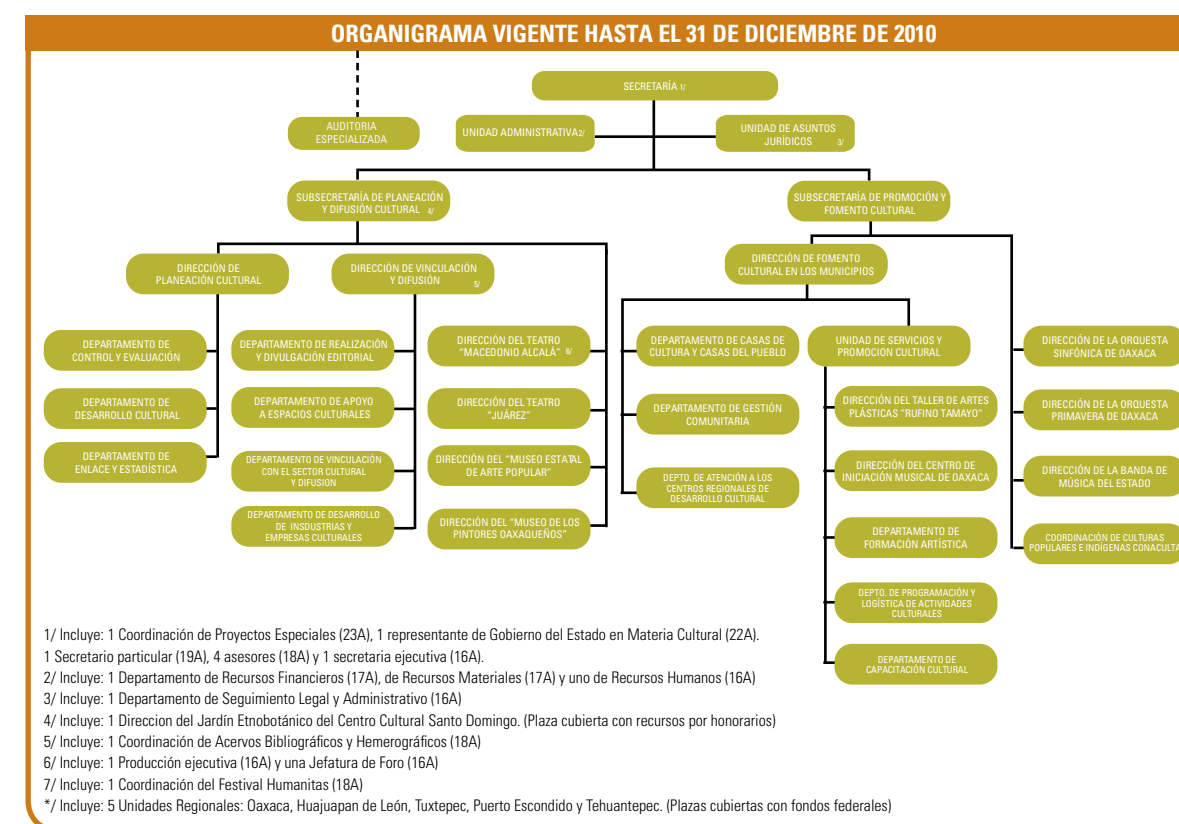 ORGANIGRAMA VIGENTE HASTA EL 31 DE DICIEMBRE DE 2010
SECRETARÍA 1/
AUDITORIA
ESPECIALIZADA
UNIDAD ADMINISTRATIVA 2/
UNIDAD DE ASUNTOS
JURÍDICOS 3/
SUBSECRETARÍA DE PLANEACIÓN
Y DIFUSIÓN CULTURAL 4/
SUBSECRETARÍA DE PROMOCIÓN Y
FOMENTO CULTURAL
DIRECCIÓN DE
PLANEACIÓN CULTURAL
DIRECCIÓN DE VINCULACIÓN
Y DIFUSIÓN 5/
DIRECCIÓN DE FOMENTO
CULTURAL EN LOS MUNICIPIOS
DEPARTAMENTO DE
CONTROL Y EVALUACIÓN
DEPARTAMENTO DE
DESARROLLO CULTURAL
DEPARTAMENTO DE
ENLACE Y ESTADÍSTICA
DEPARTAMENTO DE REALIZACIÓN
Y DIVULGACIÓN EDITORIAL
DEPARTAMENTO DE APOYO
A ESPACIOS CULTURALES
DEPARTAMENTO DE VINCULACIÓN
CON EL SECTOR CULTURAL
Y DIFUSION
DEPARTAMENTO DE DESARROLLO
DE INSDUSTRIAS Y
EMPRESAS CULTURALES
DIRECCIÓN DEL TEATRO
"MACEDONIO ALCALÁ" 6/
DIRECCIÓN DEL TEATRO
"JUÁREZ"
DIRECCIÓN DEL "MUSEO ESTATAL
DE ARTE POPULAR"
DIRECCIÓN DEL "MUSEO DE LOS
PINTORES OAXAQUEÑOS"
DEPARTAMENTO DE CASAS DE
CULTURA Y CASAS DEL PUEBLO
DEPARTAMENTO DE GESTIÓN
COMUNITARIA
DEPTO. DE ATENCIÓN A LOS
CENTROS REGIONALES DE
DESARROLLO CULTURAL
UNIDAD DE SERVICIOS Y
PROMOCION CULTURAL
DIRECCIÓN DEL TALLER DE ARTES
PLÁSTICAS "RUFINO TAMAYO"
DIRECCIÓN DEL CENTRO DE
INICIACIÓN MUSICAL DE OAXACA
DEPARTAMENTO DE
FORMACIÓN ARTÍSTICA
DEPTO. DE PROGRAMACIÓN Y
LOGÍSTICA DE ACTIVIDADES
CULTURALES
DEPARTAMENTO DE
CAPACITACIÓN CULTURAL
DIRECCIÓN DE LA ORQUESTA
SINFÓNICA DE OAXACA
DIRECCIÓN DE LA ORQUESTA
PRIMAVERA DE OAXACA
DIRECCIÓN DE LA BANDA DE
MÚSICA DEL ESTADO
COORDINACIÓN DE CULTURAS
POPULARES E INDÍGENAS CONACULTA
1/ Incluye: 1 Coordinación de Proyectos Especiales (23A), 1 representante de Gobierno del Estado en Materia Cultural (22A).
1 Secretario particular (19A), 4 asesores (18A) y 1 secretaria ejecutiva (16A).
2/ Incluye: 1 Departamento de Recursos Financieros (17A), de Recursos Materiales (17A) y uno de Recursos Humanos (16A)
3/ Incluye: 1 Departamento de Seguimiento Legal y Administrativo (16A)
4/ Incluye: 1 Direccion del Jardín Etnobotánico del Centro Cultural Santo Domingo. (Plaza cubierta con recursos por honorarios)
5/ Incluye: 1 Coordinación de Acervos Bibliográficos y Hemerográficos (18A)
6/ Incluye: 1 Producción ejecutiva (16A) y una Jefatura de Foro (16A)
7/ Incluye: 1 Coordinación del Festival Humanitas (18A)
*/ Incluye: 5 Unidades Regionales: Oaxaca, Huajuapan de León, Tuxtepec, Puerto Escondido y Tehuantepec. (Plazas cubiertas con fondos federales)